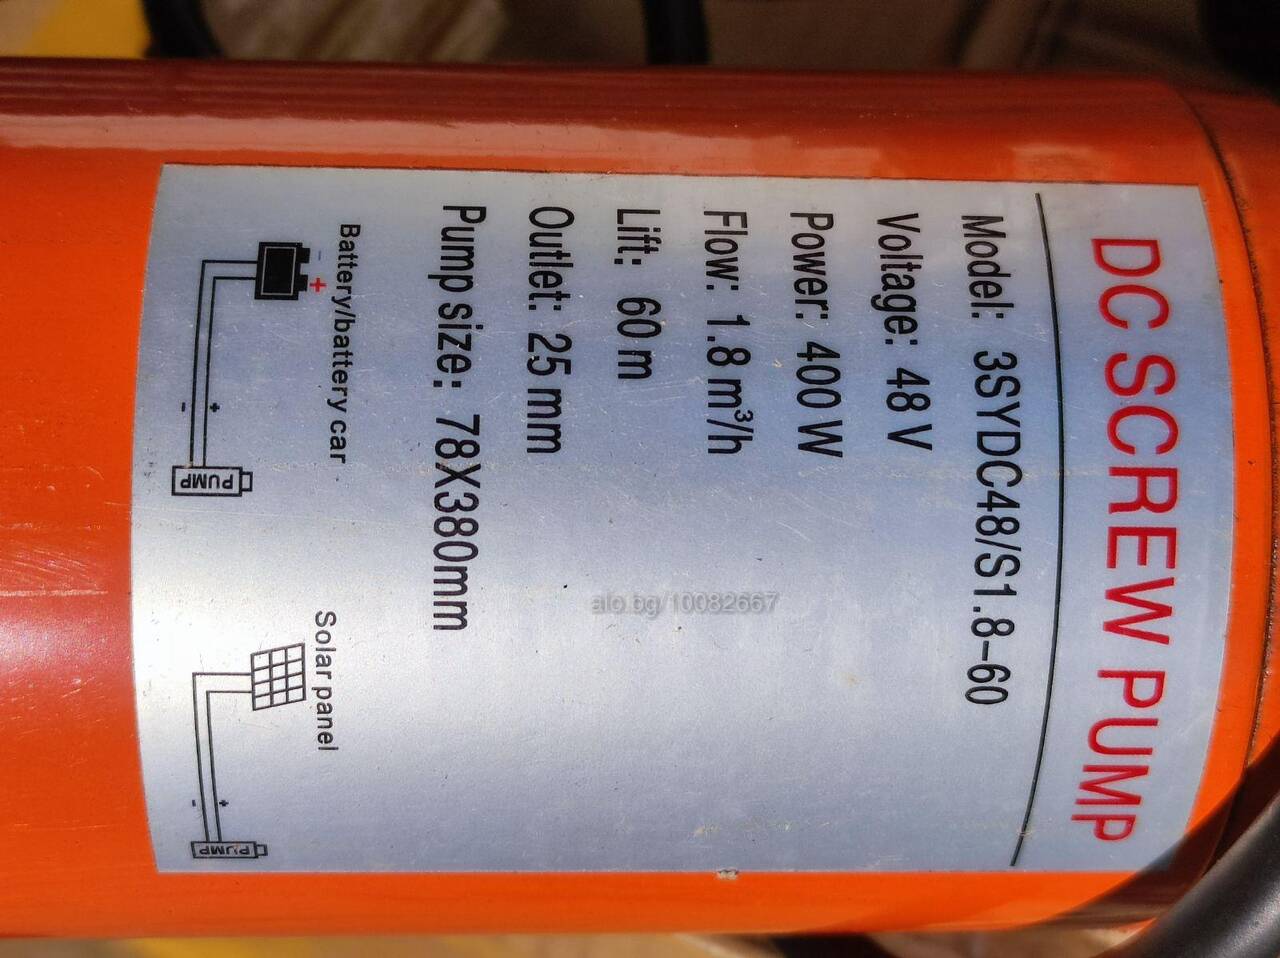 DC SCREW PUMP
Model: 3SYDC48/S1.8-60
Voltage: 48 V
Power: 400 W
Flow: 1.8 m³/h
Lift: 60 m
Outlet: 25 mm
Pump size: 78X380mm
Battery/battery car
- +
+
-
PUMP
Solar panel
+
-
PUMP
alo.bg/10082667